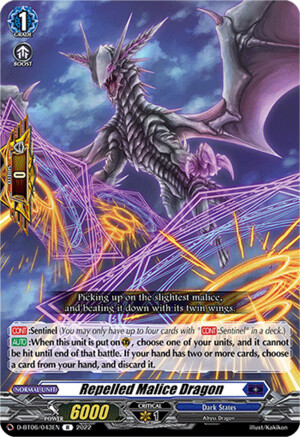 1
GRADE
BOOST
0
Picking up on the slightest malice,
and beating it down with its twin wings.
CONT:Sentinel (You may only have up to four cards with "CONT:Sentinel" in a deck.)
AUTO:When this unit is put on , choose one of your units, and it cannot
be hit until end of that battle. If your hand has two or more cards, choose
a card from your hand, and discard it.
NORMAL UNIT
Repelled Malice Dragon
POWER 6000
CRITICAL
1
Dark States
Abyss Dragon
D-BT06/043EN R 2022
illust/Kakikon